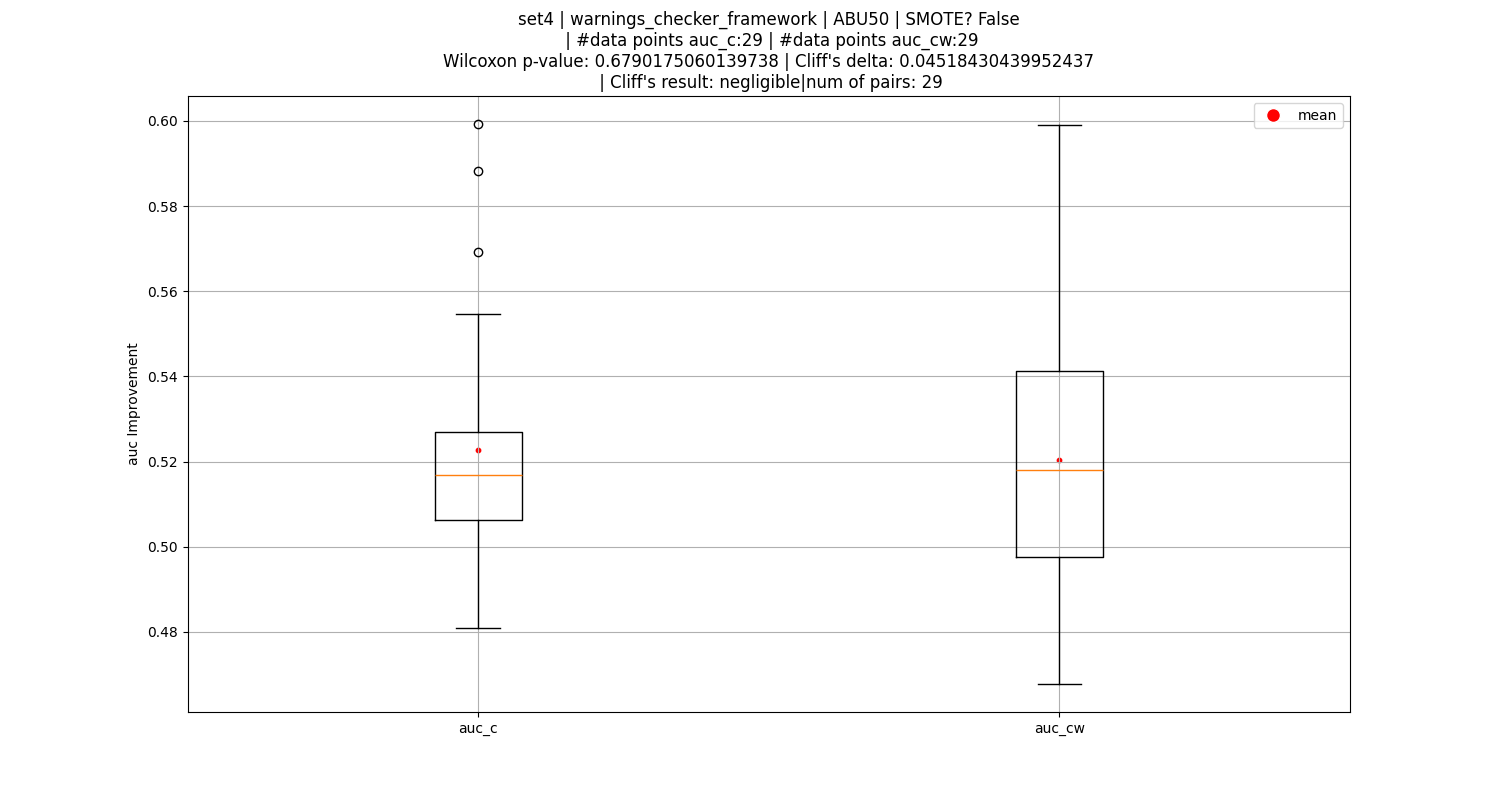 set4 | warnings_checker_framework | ABU50 | SMOTE? False
| #data points auc_c:29 | #data points auc_cw:29
Wilcoxon p-value: 0.6790175060139738 | Cliff's delta: 0.04518430439952437
| Cliff's result: negligible|num of pairs: 29
mean
0.60
0.58
0.56
0.54
0.52
0.50
0.48
auc Improvement
auc_c
auc_cw